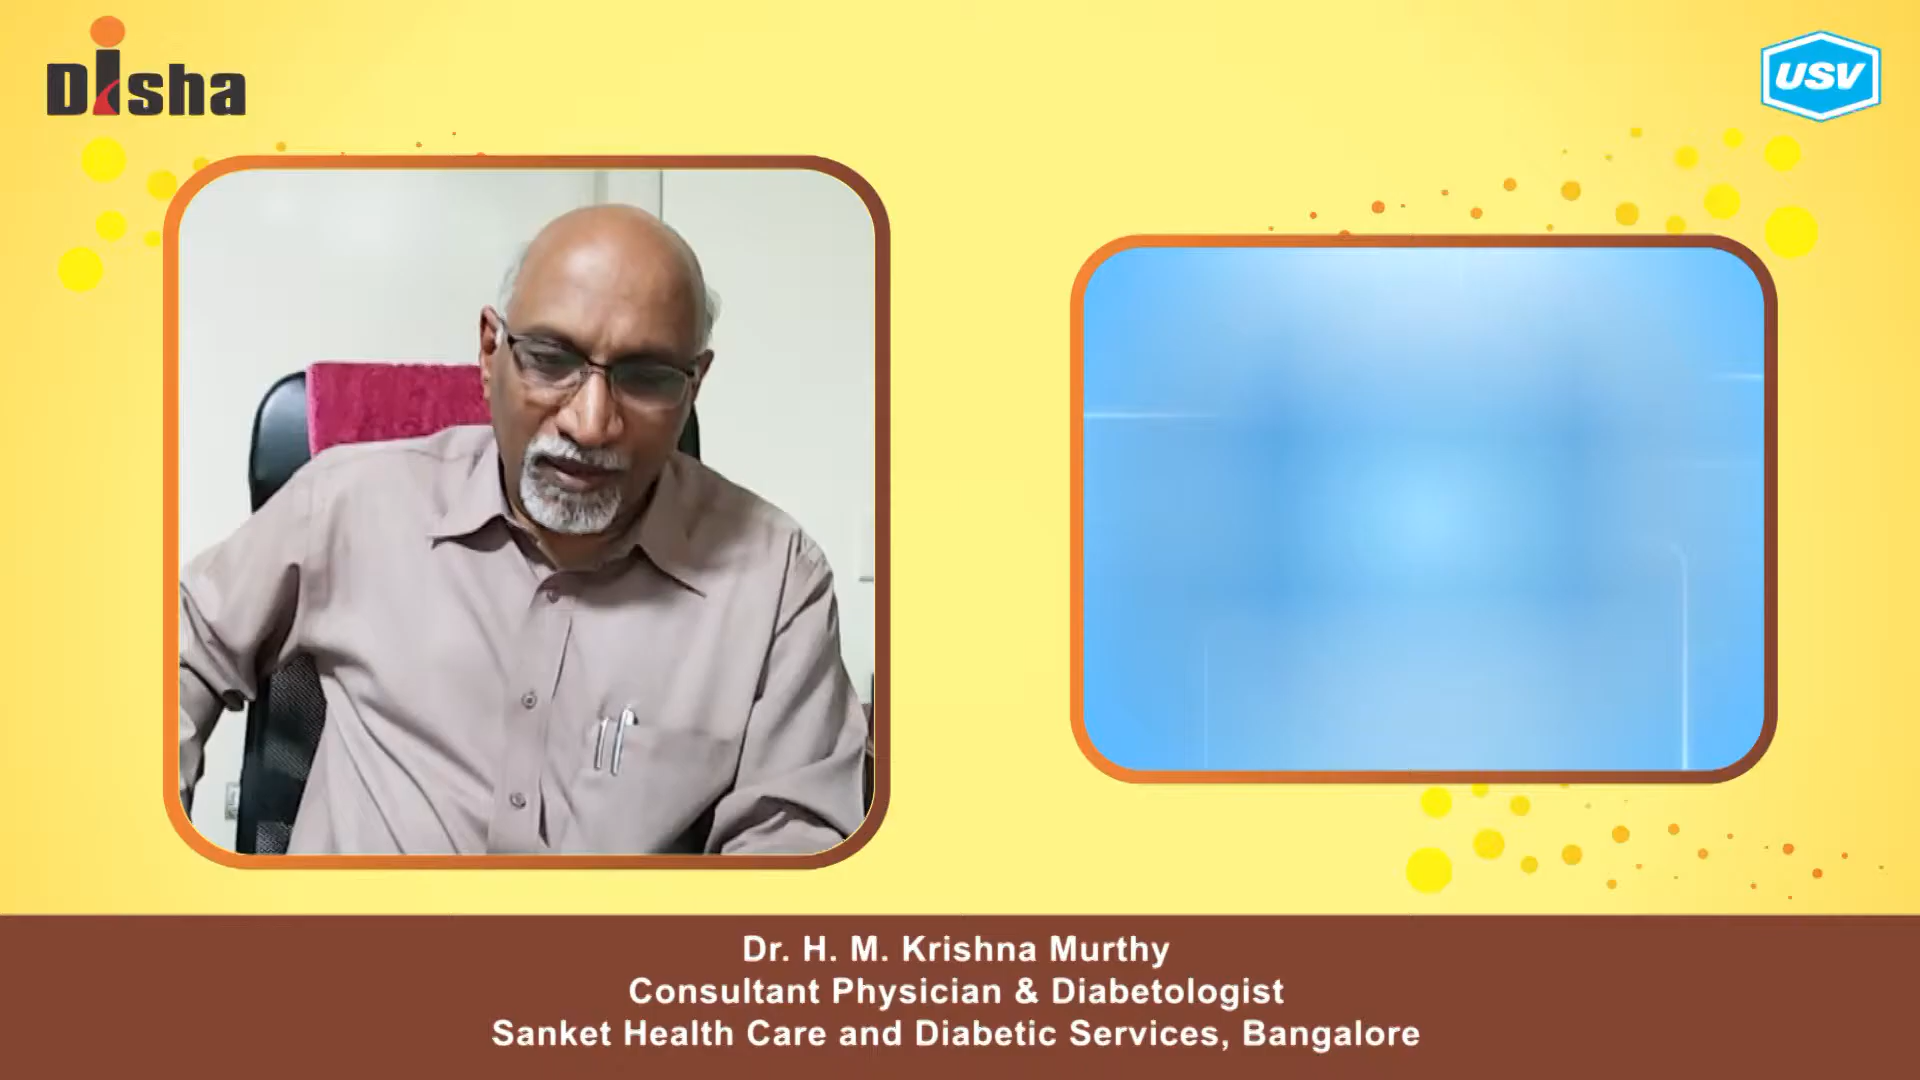 Disha
USV
Dr. H. M. Krishna Murthy
Consultant Physician & Diabetologist
Sanket Health Care and Diabetic Services, Bangalore